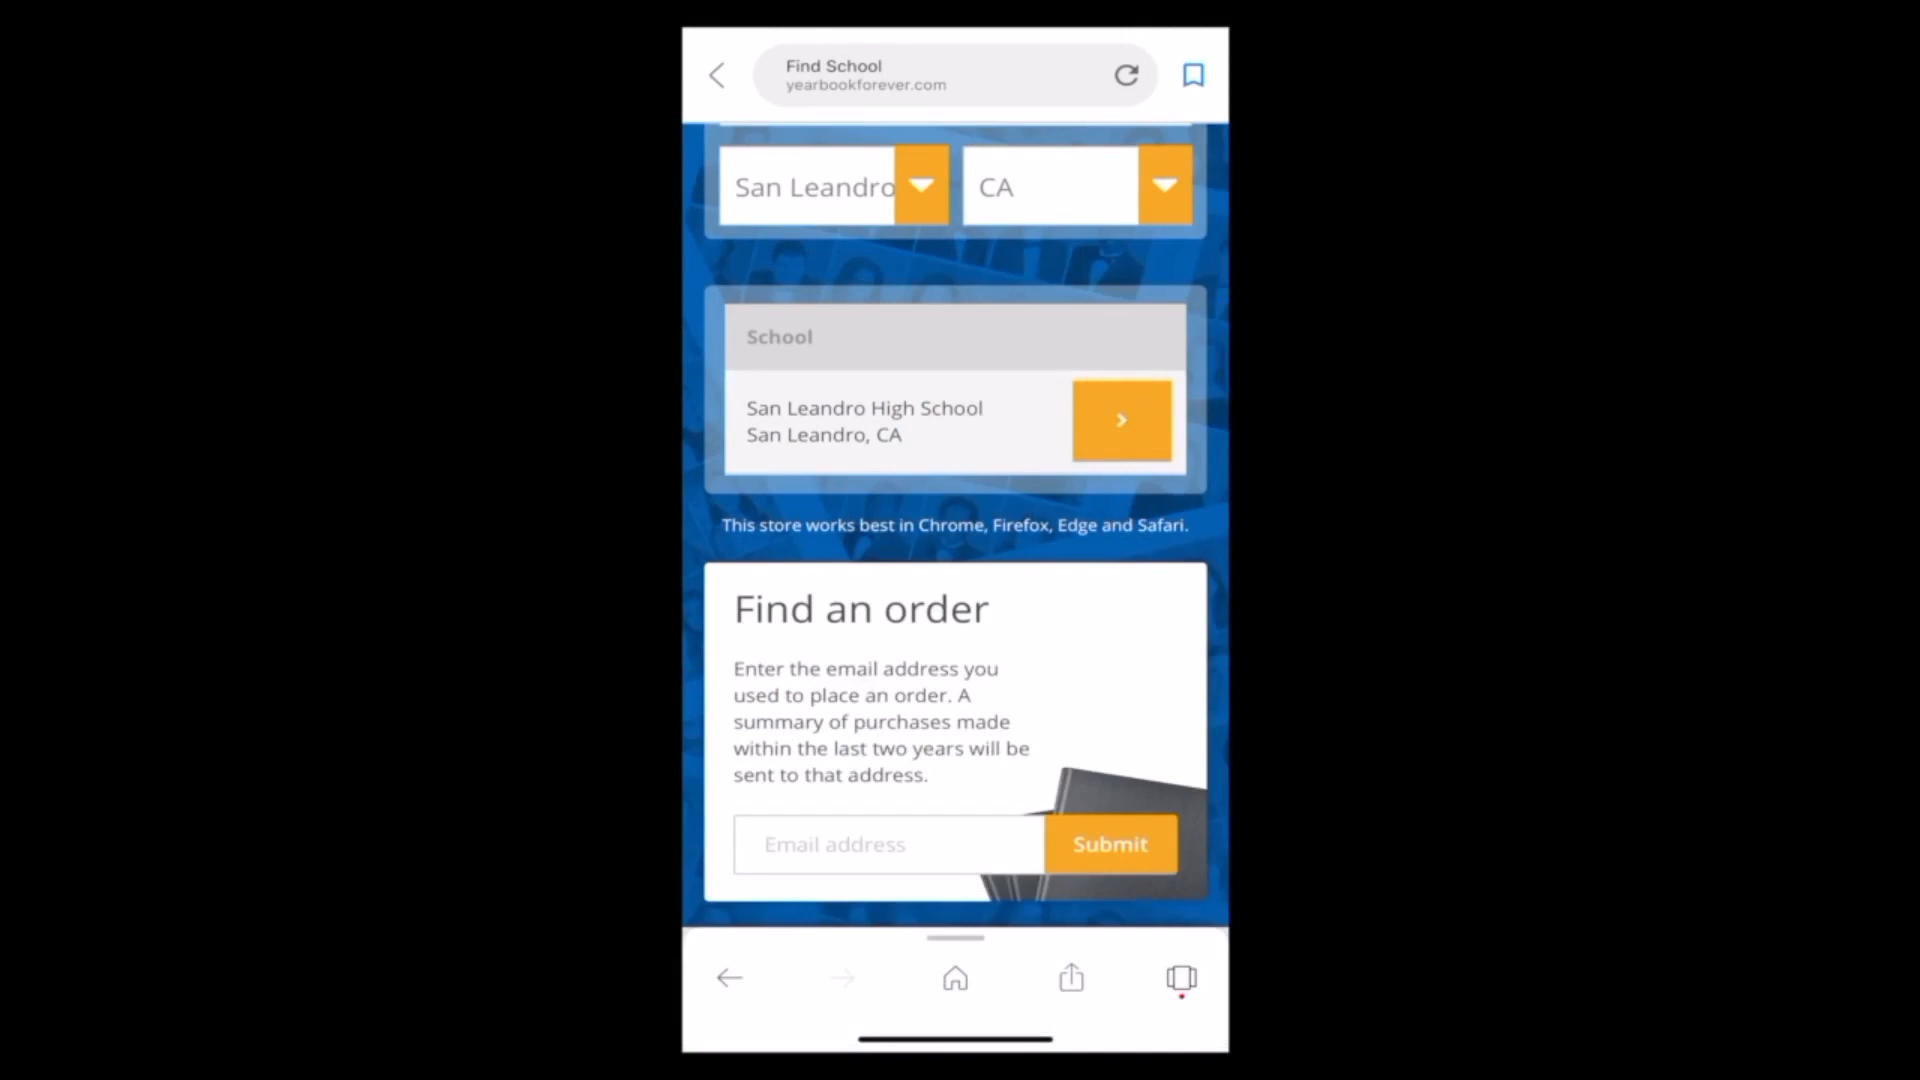 Find School
yearbookforever.com
San Leandro
CA
School
San Leandro High School
San Leandro, CA
This store works best in Chrome, Firefox, Edge and Safari.
Find an order
Enter the email address you
used to place an order. A
summary of purchases made
within the last two years will be
sent to that address.
Email address
Submit